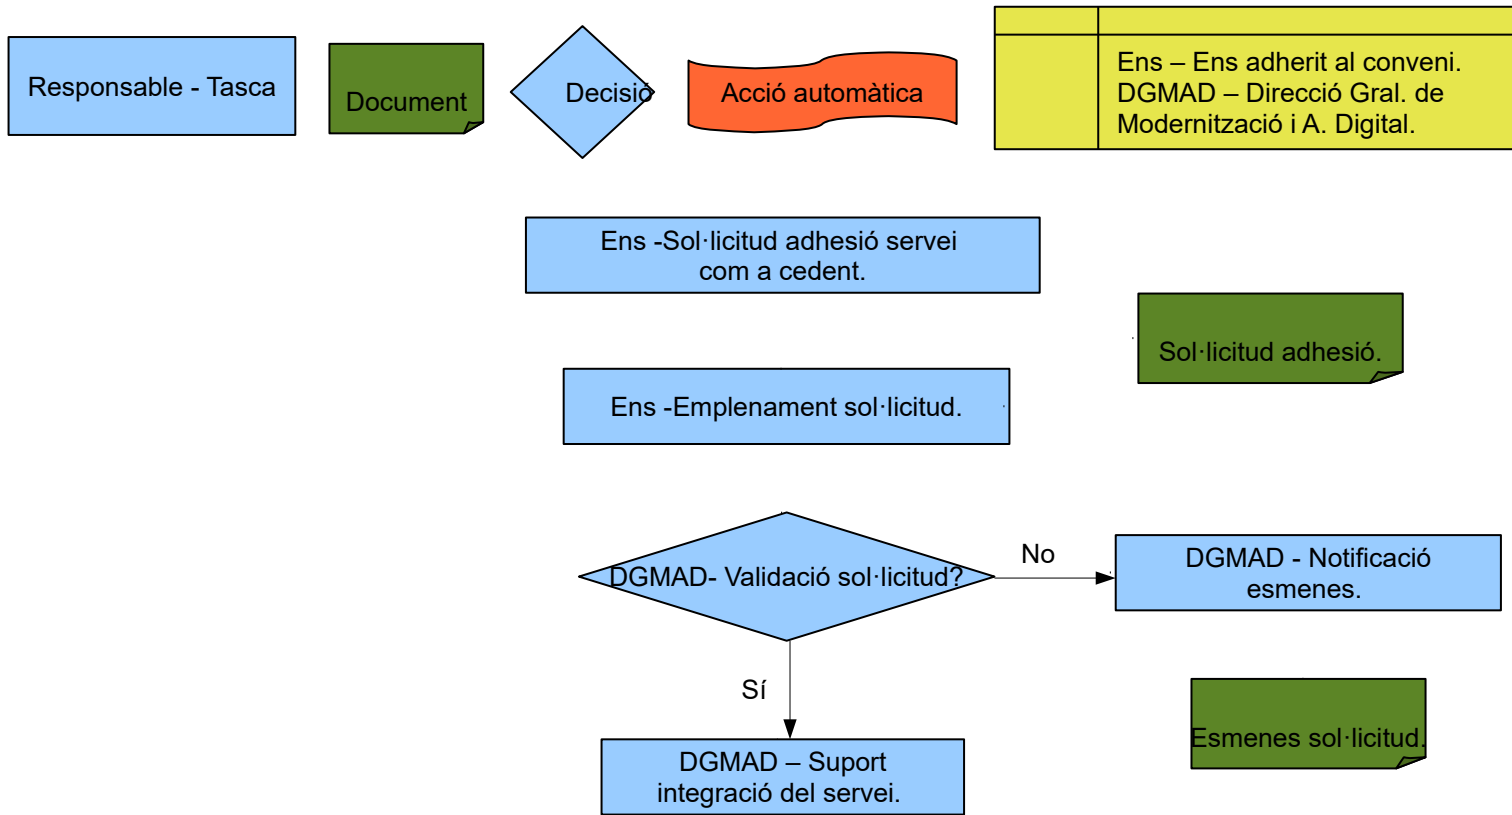 Responsable - Tasca
Document
Decisió
Acció automàtica
Ens – Ens adherit al conveni.
DGMAD – Direcció Gral. de
Modernització i A. Digital.
Ens -Sol·licitud adhesió servei
com a cedent.
Sol·licitud adhesió.
Ens -Emplenament sol·licitud.
DGMAD- Validació sol·licitud?
No
DGMAD - Notificació
esmenes.
Sí
Esmenes sol·licitud.
DGMAD – Suport
integració del servei.